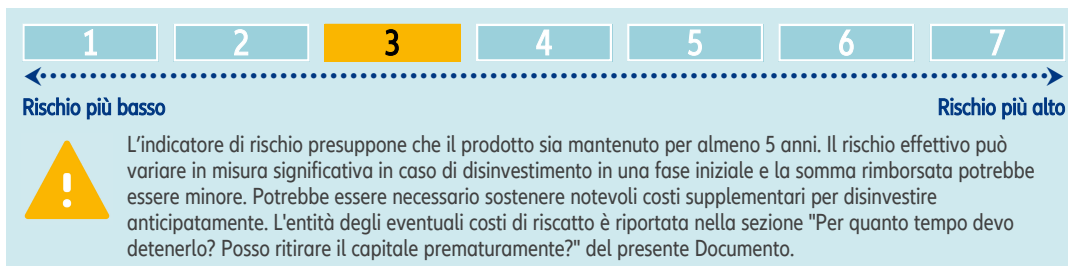 1 2 3 4 5 6 7
Rischio più basso Rischio più alto
L'indicatore di rischio presuppone che il prodotto sia mantenuto per almeno 5 anni. Il rischio effettivo può
variare in misura significativa in caso di disinvestimento in una fase iniziale e la somma rimborsata potrebbe
essere minore. Potrebbe essere necessario sostenere notevoli costi supplementari per disinvestire
anticipatamente. L'entità degli eventuali costi di riscatto è riportata nella sezione "Per quanto tempo devo
detenerlo? Posso ritirare il capitale prematuramente?" del presente Documento.